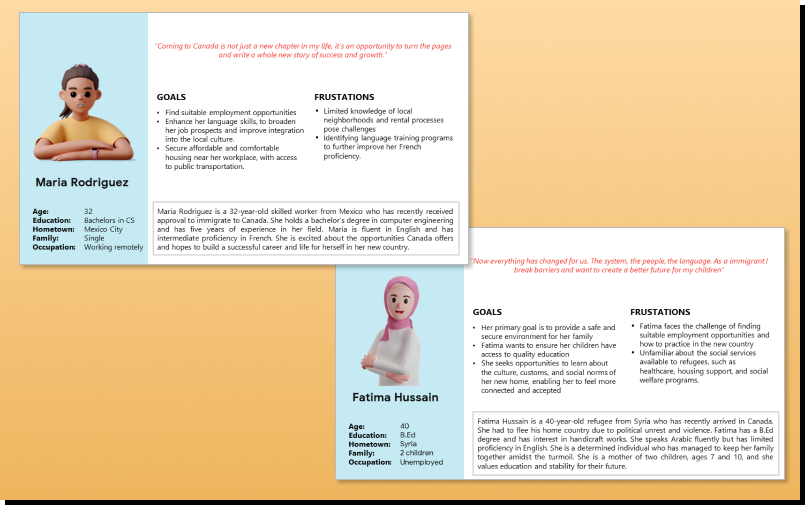 "Coming to Canada is not just a new chapter in my life, it's an opportunity to turn the pages
and write a whole new story of success and growth."
GOALS
• Find suitable employment opportunities
• Enhance her language skills, to broaden
her job prospects and improve integration
into the local culture.
• Secure affordable and comfortable
housing near her workplace, with access
to public transportation.
FRUSTATIONS
• Limited knowledge of local
neighborhoods and rental processes
pose challenges
• Identifying language training programs
to further improve her French
proficiency.
Maria Rodriguez
Age: 32
Education: Bachelors in CS
Hometown: Mexico City
Family: Single
Occupation: Working remotely
Maria Rodriguez is a 32-year-old skilled worker from Mexico who has recently received
approval to immigrate to Canada. She holds a bachelor's degree in computer engineering
and has five years of experience in her field. Maria is fluent in English and has
intermediate proficiency in French. She is excited about the opportunities Canada offers
and hopes to build a successful career and life for herself in her new country.
"Now everything has changed for us. The system, the people, the language. As a immigrant I
break barriers and want to create a better future for my children"
GOALS
• Her primary goal is to provide a safe and
secure environment for her family
• Fatima wants to ensure her children have
access to quality education
• She seeks opportunities to learn about
the culture, customs, and social norms of
her new home, enabling her to feel more
connected and accepted
FRUSTATIONS
• Fatima faces the challenge of finding
suitable employment opportunities and
how to practice in the new country
• Unfamiliar about the social services
available to refugees, such as
healthcare, housing support, and social
welfare programs.
Fatima Hussain
Age: 40
Education: B.Ed
Hometown: Syria
Family: 2 children
Occupation: Unemployed
Fatima Hussain is a 40-year-old refugee from Syria who has recently arrived in Canada.
She had to flee his home country due to political unrest and violence. Fatima has a B.Ed
degree and has interest in handicraft works. She speaks Arabic fluently but has limited
proficiency in English. She is a determined individual who has managed to keep her family
together amidst the turmoil. She is a mother of two children, ages 7 and 10, and she
values education and stability for their future.